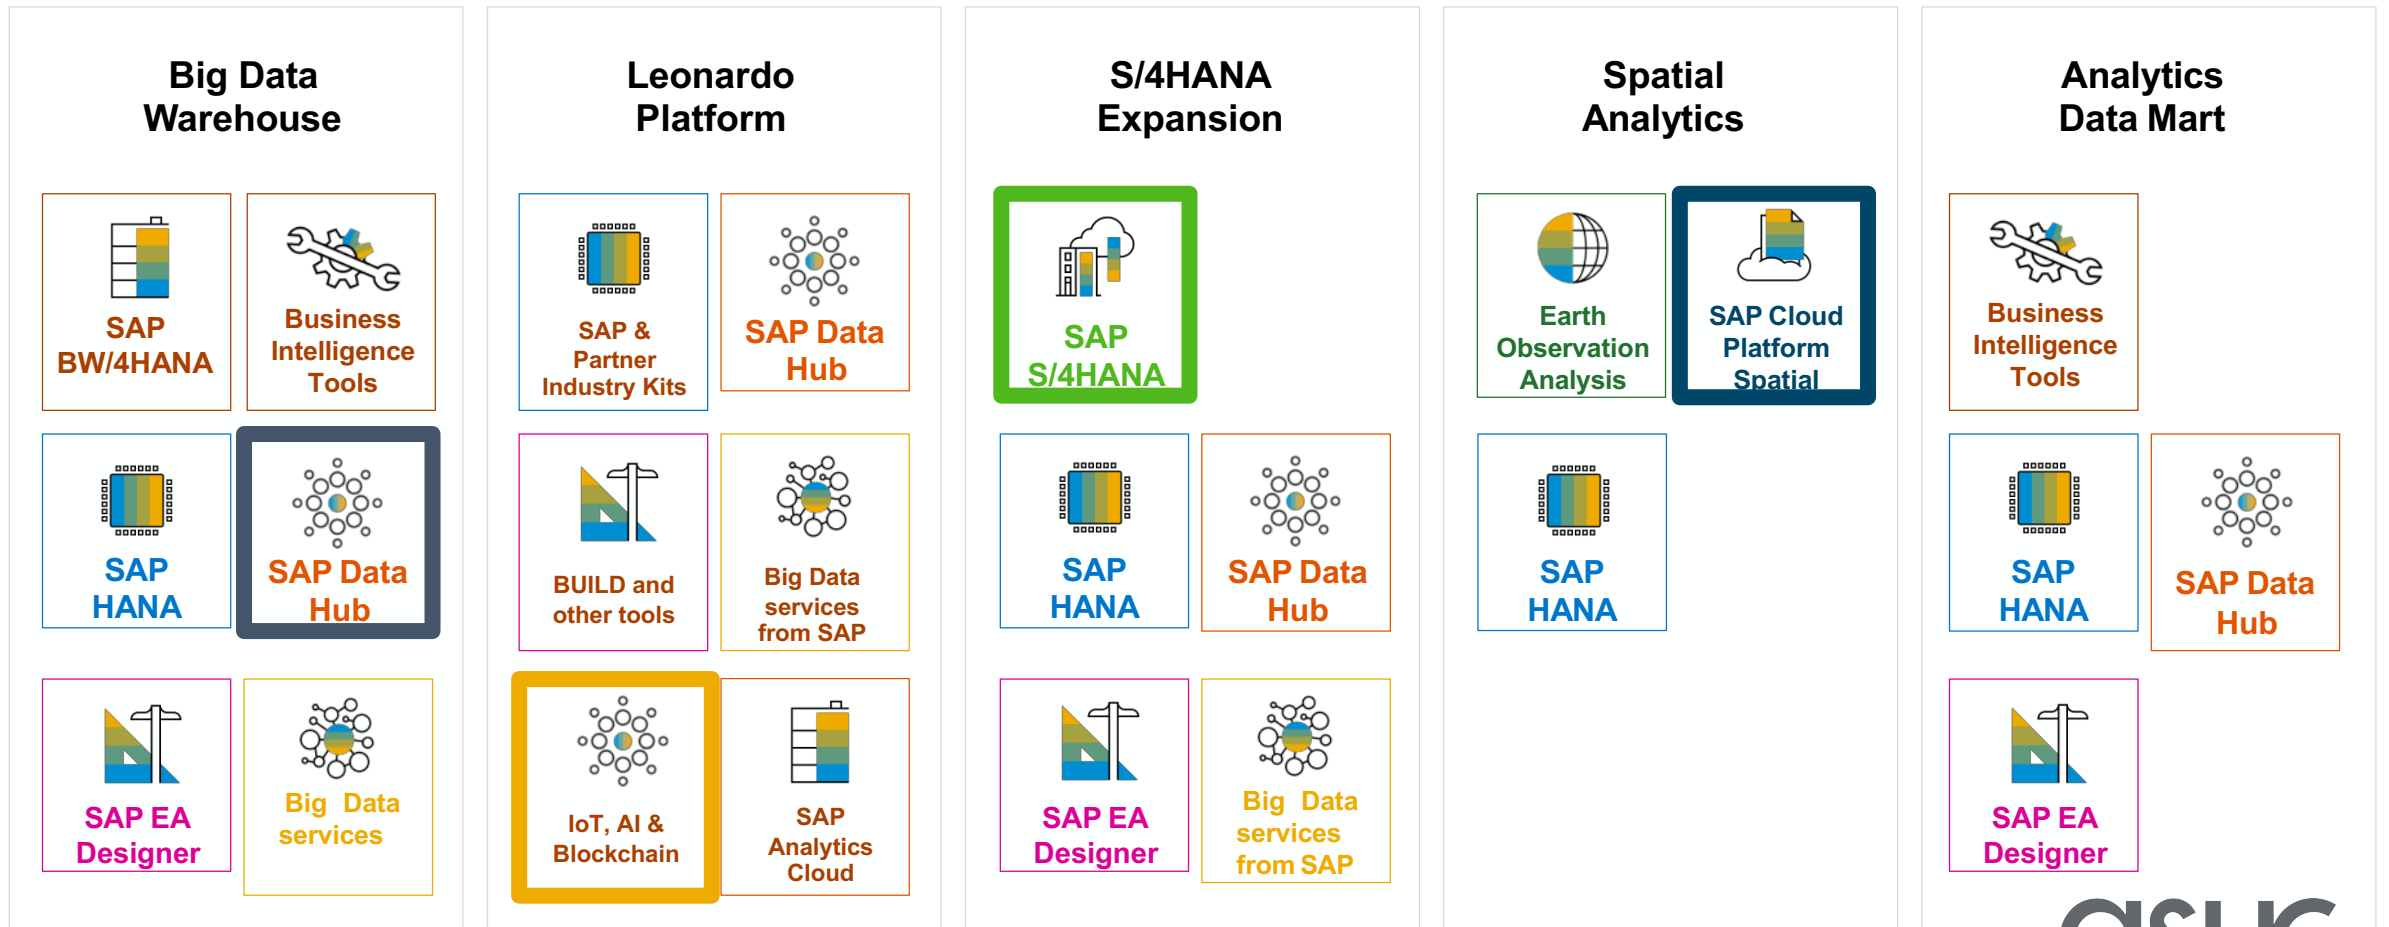 Big Data
Warehouse
SAP
BW/4HANA
Business
Intelligence
Tools
SAP
HANA
SAP Data
Hub
SAP EA
Designer
Big Data
services
Leonardo
Platform
SAP &
Partner
Industry Kits
SAP Data
Hub
BUILD and
other tools
Big Data
services
from SAP
IoT, AI &
Blockchain
SAP
Analytics
Cloud
S/4HANA
Expansion
SAP
S/4HANA
SAP
HANA
SAP Data
Hub
SAP EA
Designer
Big Data
services
from SAP
Spatial
Analytics
Earth
Observation
Analysis
SAP Cloud
Platform
Spatial
SAP
HANA
Analytics
Data Mart
Business
Intelligence
Tools
SAP
HANA
SAP Data
Hub
SAP EA
Designer